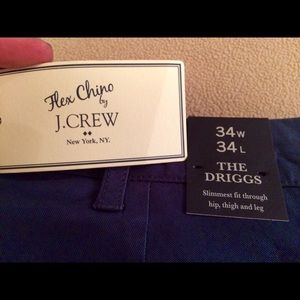 Flex Chino
by
J.CREW
New York, NY.
34W
34L
THE
DRIGGS
Slimmest fit through
hip, thigh and leg